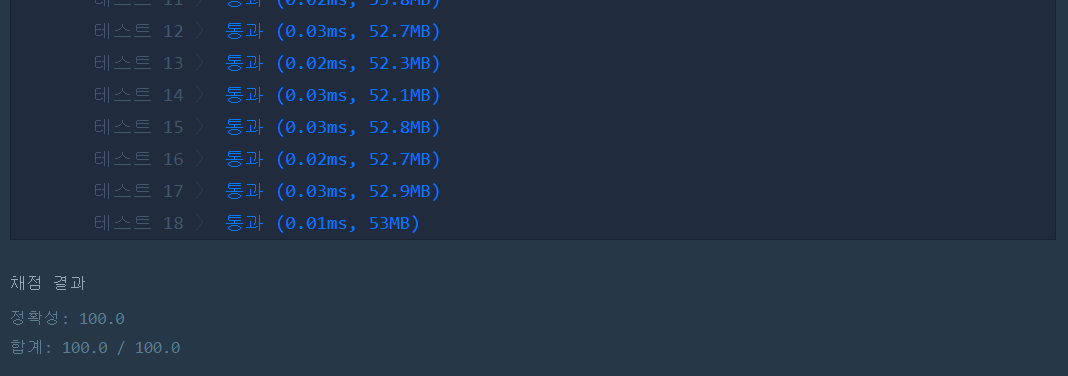 테스트 11 〉 통과 (0.02ms, 53.8MB)
테스트 12 〉 통과 (0.03ms, 52.7MB)
테스트 13 〉 통과 (0.02ms, 52.3MB)
테스트 14 〉 통과 (0.03ms, 52.1MB)
테스트 15 〉 통과 (0.03ms, 52.8MB)
테스트 16 〉 통과 (0.02ms, 52.7MB)
테스트 17 〉 통과 (0.03ms, 52.9MB)
테스트 18 〉 통과 (0.01ms, 53MB)
채점 결과
정확성: 100.0
합계: 100.0 / 100.0